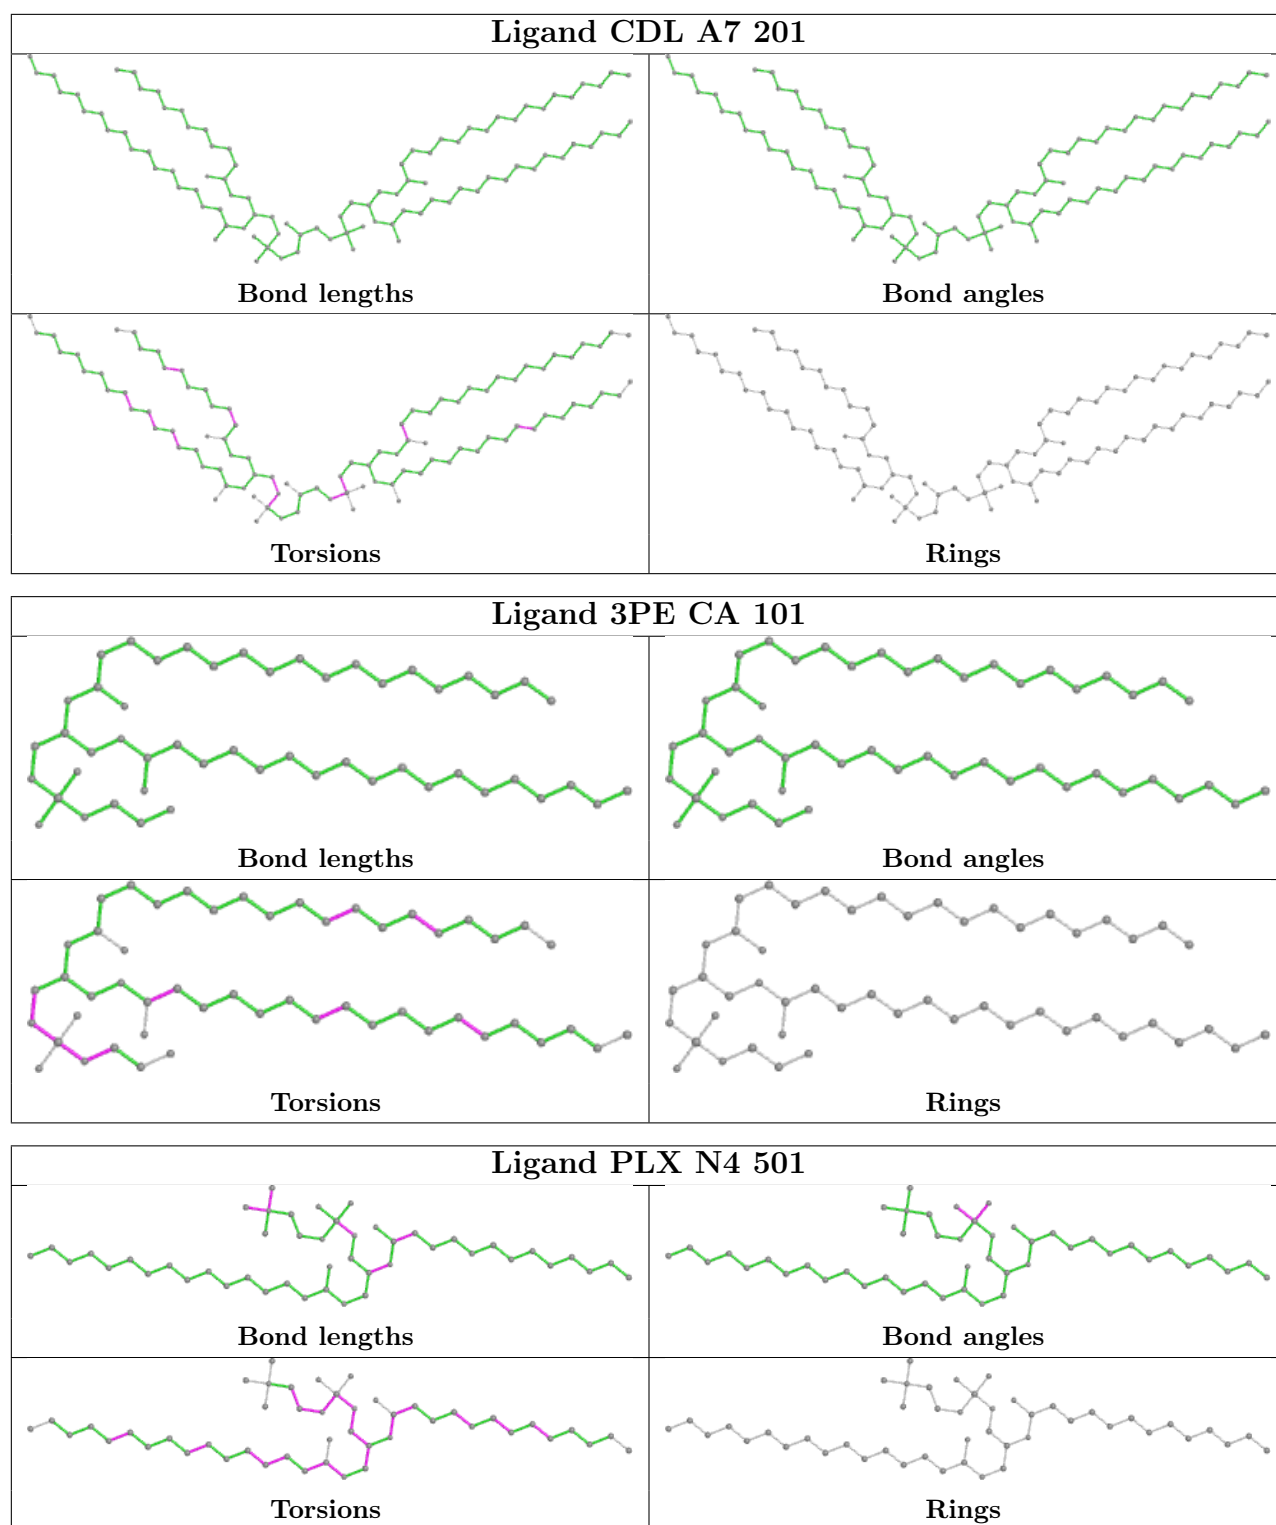 Ligand CDL A7 201
Bond lengths
Bond angles
Torsions
Rings
Ligand 3PE CA 101
Bond lengths
Bond angles
Torsions
Rings
Ligand PLX N4 501
Bond lengths
Bond angles
Torsions
Rings